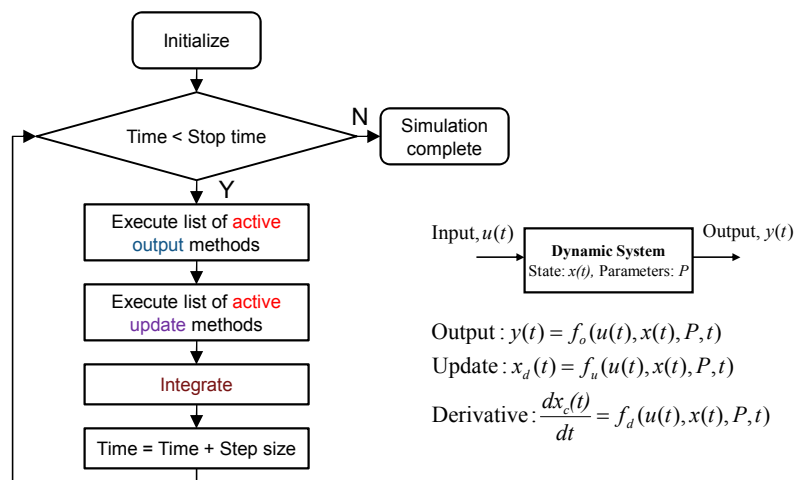 Initialize
Time < Stop time
N
Simulation
complete
Y
Execute list of active
output methods
Execute list of active
update methods
Integrate
Time = Time + Step size
Input, u(t)
Output, y(t)
Dynamic System
State: x(t), Parameters: P
Output : y(t) = f_o(u(t), x(t), P, t)
Update : x_d(t) = f_u(u(t), x(t), P, t)
Derivative : dx_c(t)/dt = f_d(u(t), x(t), P, t)